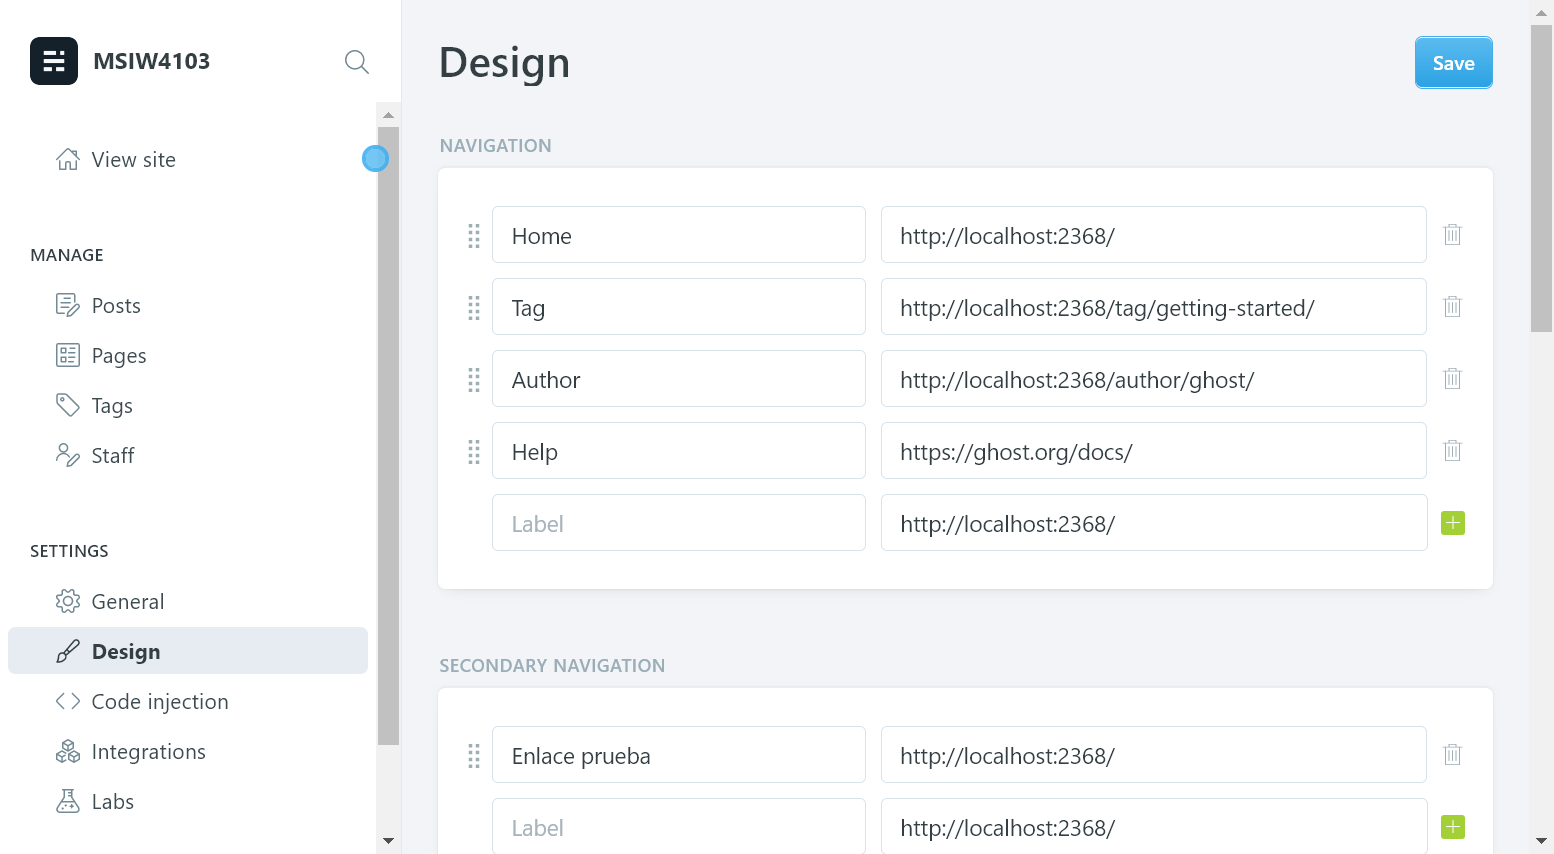 MSIW4103
View site
MANAGE
Posts
Pages
Tags
Staff
SETTINGS
General
Design
Code injection
Integrations
Labs
Design
Save
NAVIGATION
Home http://localhost:2368/
Tag http://localhost:2368/tag/getting-started/
Author http://localhost:2368/author/ghost/
Help https://ghost.org/docs/
Label http://localhost:2368/
SECONDARY NAVIGATION
Enlace prueba http://localhost:2368/
Label http://localhost:2368/